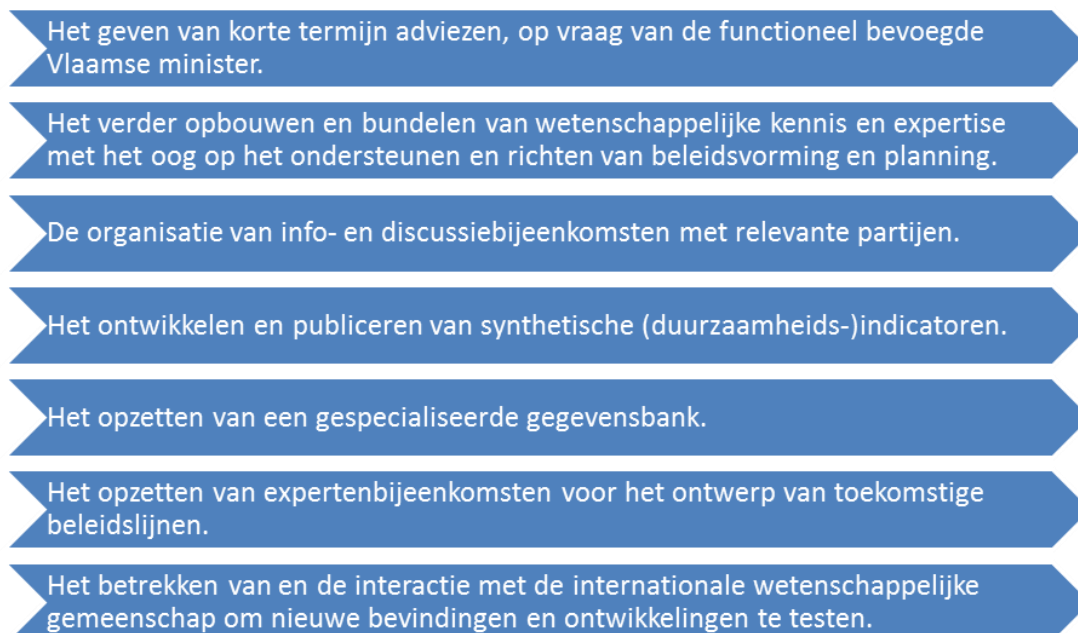 Het geven van korte termijn adviezen, op vraag van de functioneel bevoegde
Vlaamse minister.
Het verder opbouwen en bundelen van wetenschappelijke kennis en expertise
met het oog op het ondersteunen en richten van beleidsvorming en planning.
De organisatie van info- en discussiebijeenkomsten met relevante partijen.
Het ontwikkelen en publiceren van synthetische (duurzaamheids-)indicatoren.
Het opzetten van een gespecialiseerde gegevensbank.
Het opzetten van expertenbijeenkomsten voor het ontwerp van toekomstige
beleidslijnen.
Het betrekken van en de interactie met de internationale wetenschappelijke
gemeenschap om nieuwe bevindingen en ontwikkelingen te testen.